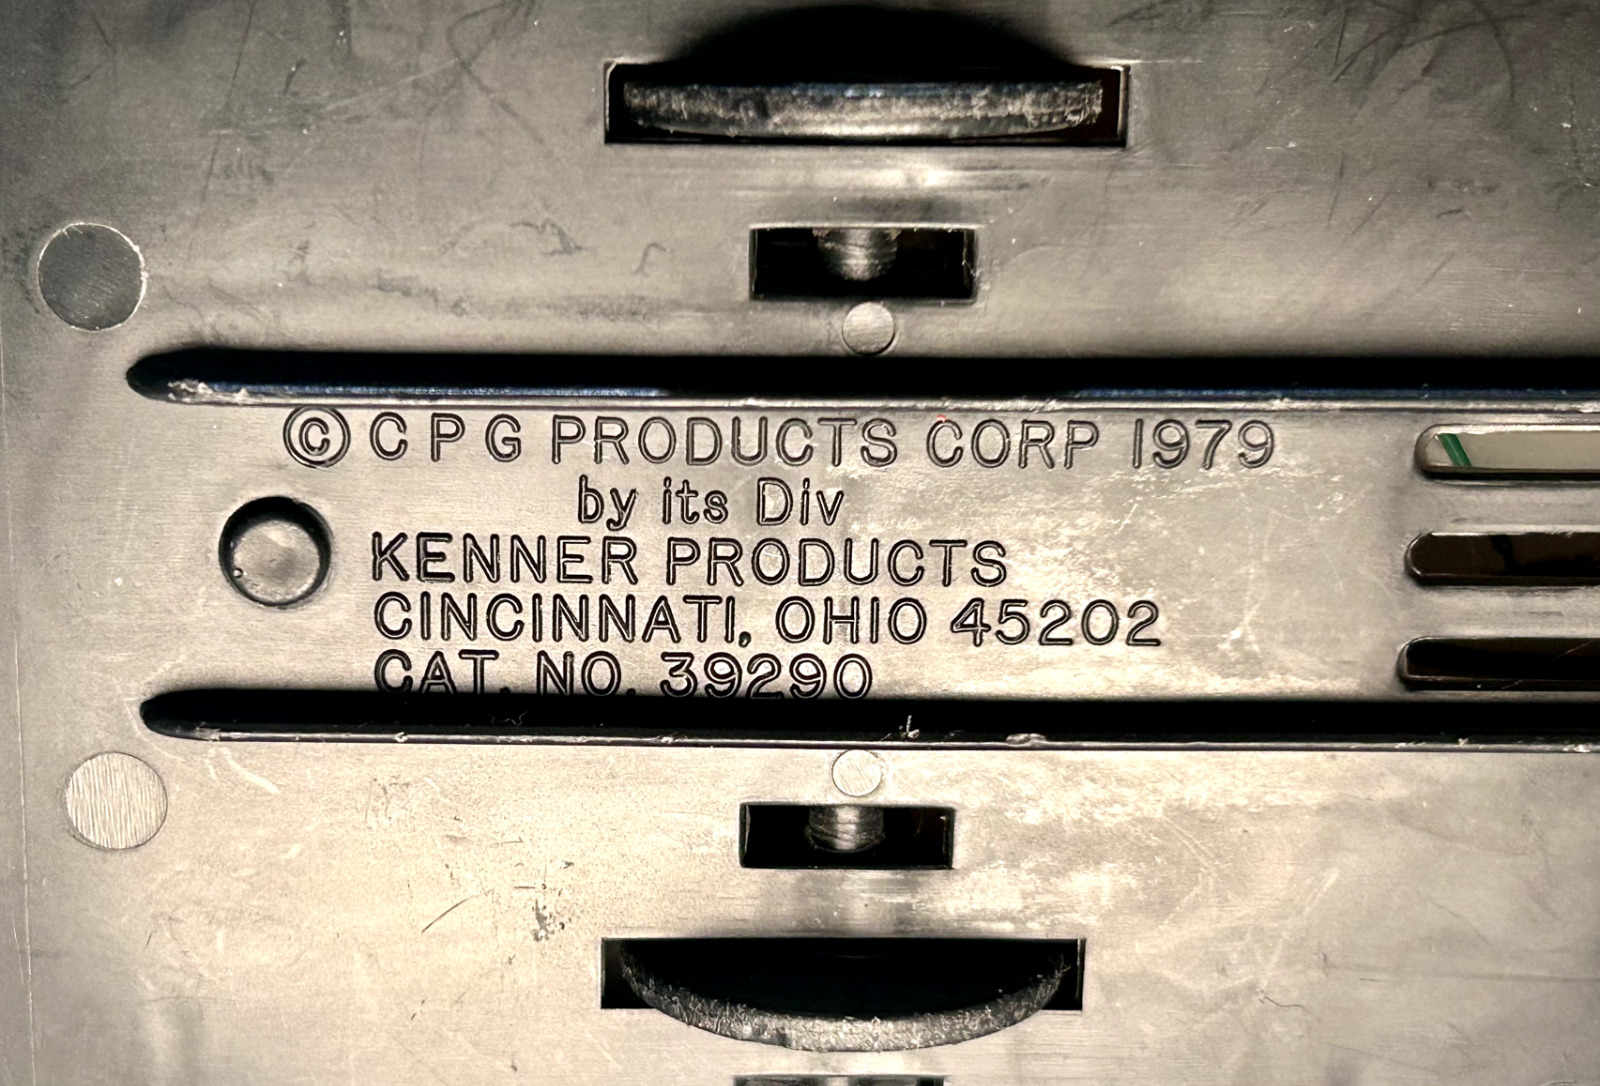 © C P G PRODUCTS CORP 1979
by its Div
KENNER PRODUCTS
CINCINNATI, OHIO 45202
CAT. NO. 39290